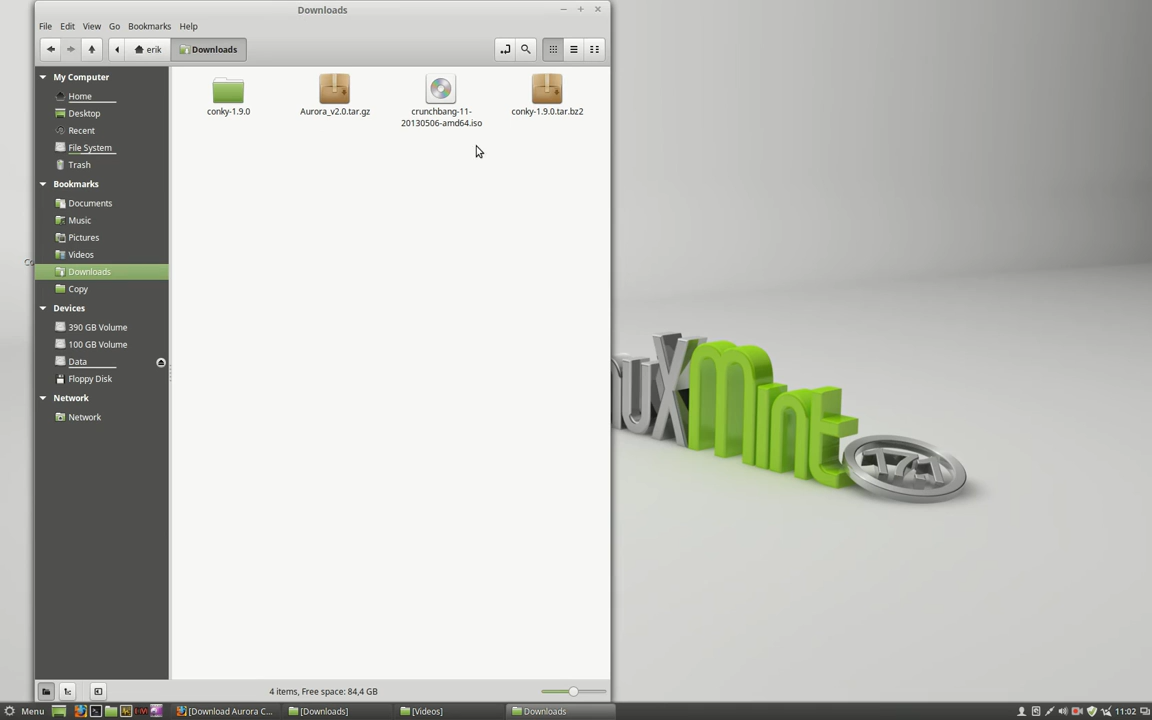 Downloads
File Edit View Go Bookmarks Help
erik Downloads
My Computer
Home
Desktop
Recent
File System
Trash
Bookmarks
Documents
Music
Pictures
Videos
Downloads
Copy
Devices
390 GB Volume
100 GB Volume
Data
Floppy Disk
Network
Network
conky-1.9.0
Aurora_v2.0.tar.gz
crunchbang-11-
20130506-amd64.iso
conky-1.9.0.tar.bz2
Mint
17.1
4 items, Free space: 84,4 GB
Menu [Download Aurora C... [Downloads] [Videos] Downloads 11:02